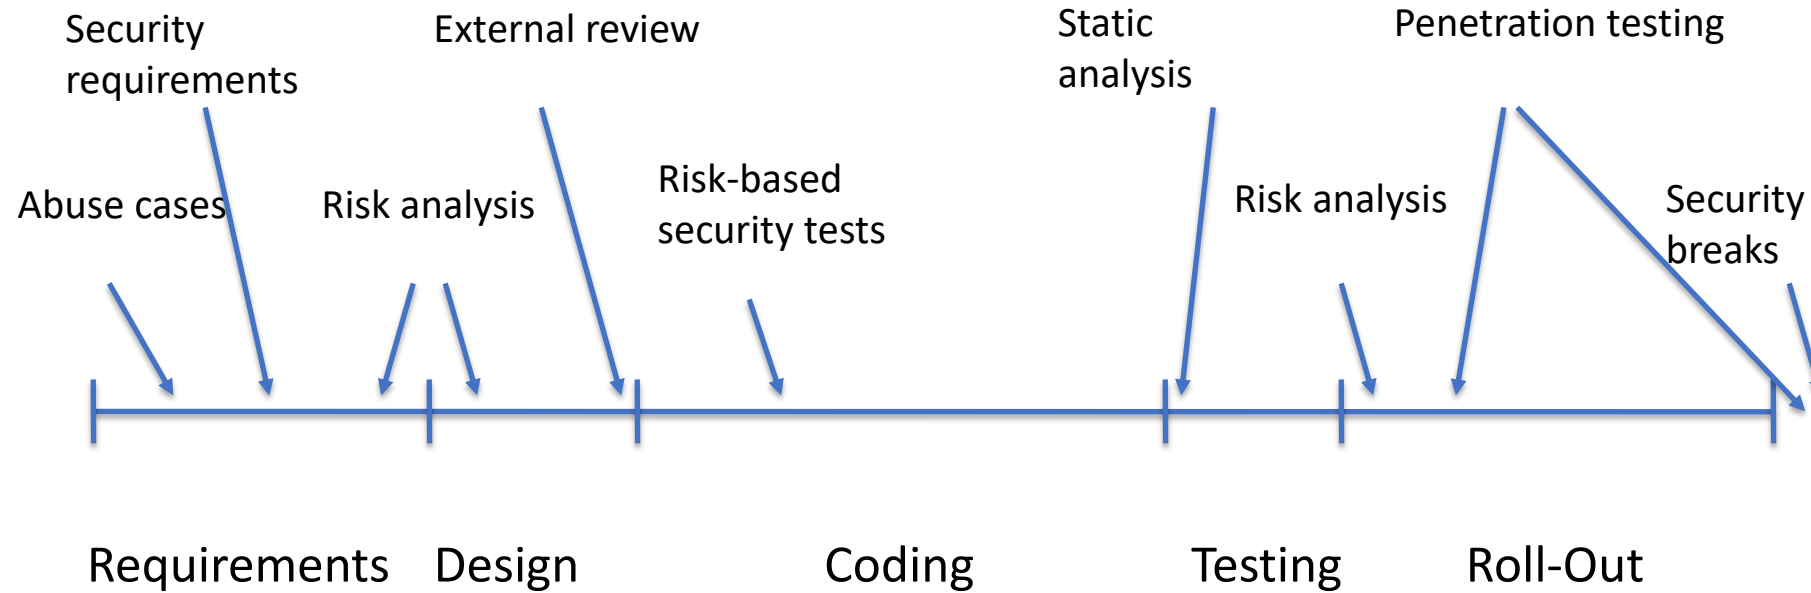 Security
requirements
External review
Static
analysis
Penetration testing
Abuse cases
Risk analysis
Risk-based
security tests
Risk analysis
Security
breaks
Requirements
Design
Coding
Testing
Roll-Out